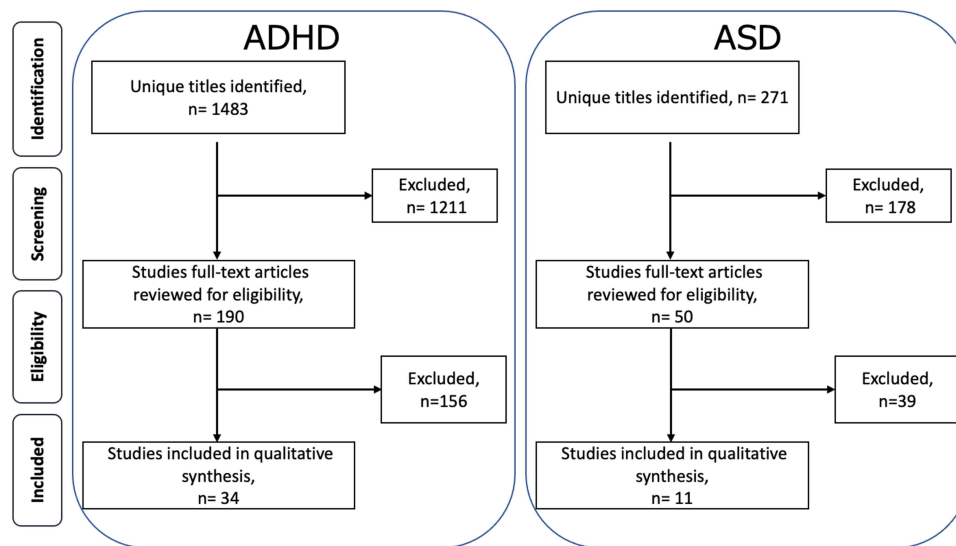 Identification
Screening
Eligibility
Included
ADHD
Unique titles identified,
n= 1483
Excluded,
n= 1211
Studies full-text articles
reviewed for eligibility,
n= 190
Excluded,
n=156
Studies included in qualitative
synthesis,
n= 34
ASD
Unique titles identified, n= 271
Excluded,
n= 178
Studies full-text articles
reviewed for eligibility,
n= 50
Excluded,
n=39
Studies included in qualitative
synthesis,
n= 11